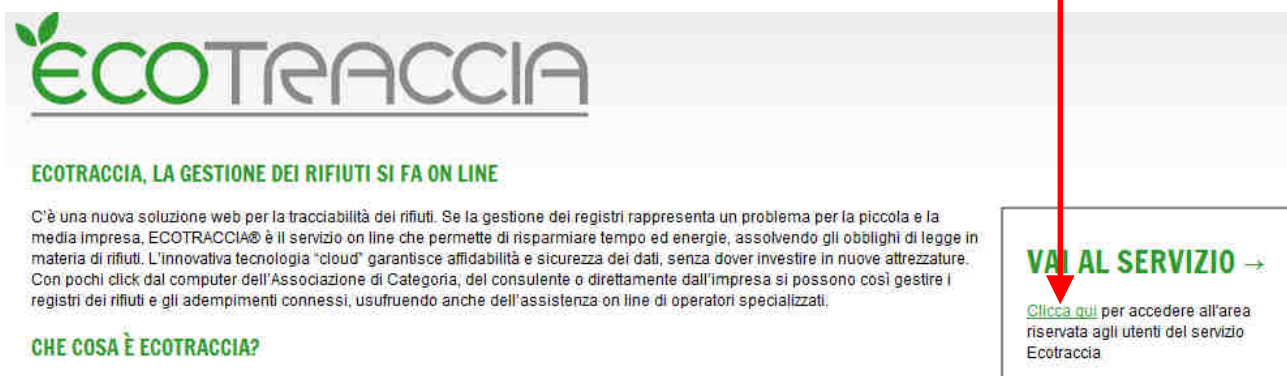 ECOTRACCIA
ECOTRACCIA, LA GESTIONE DEI RIFIUTI SI FA ON LINE
C'è una nuova soluzione web per la tracciabilità dei rifiuti. Se la gestione dei registri rappresenta un problema per la piccola e la
media impresa, ECOTRACCIA® è il servizio on line che permette di risparmiare tempo ed energie, assolvendo gli obblighi di legge in
materia di rifiuti. L'innovativa tecnologia "cloud" garantisce affidabilità e sicurezza dei dati, senza dover investire in nuove attrezzature.
Con pochi click dal computer dell'Associazione di Categoria, del consulente o direttamente dall'impresa si possono così gestire i
registri dei rifiuti e gli adempimenti connessi, usufruendo anche dell'assistenza on line di operatori specializzati.
CHE COSA È ECOTRACCIA?
VAI AL SERVIZIO →
Clicca qui per accedere all'area
riservata agli utenti del servizio
Ecotraccia